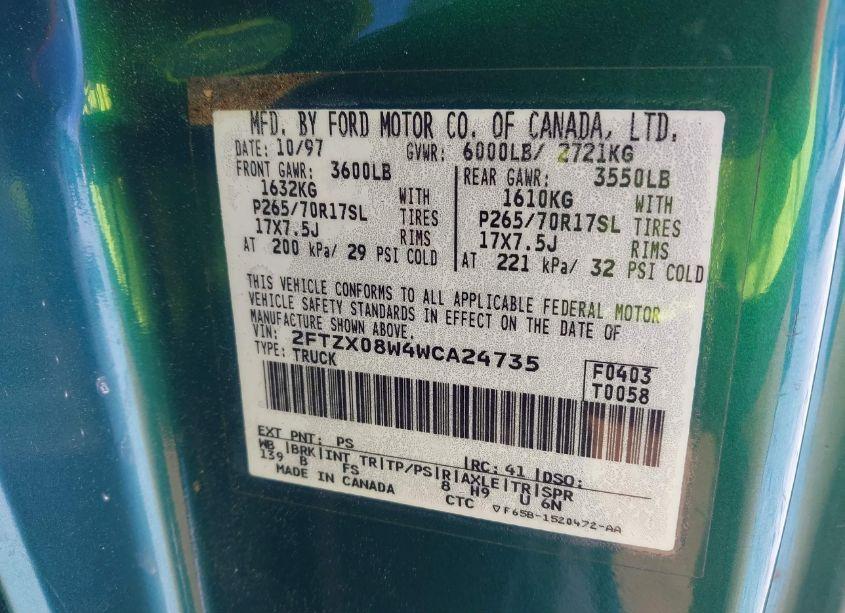 MFD. BY FORD MOTOR CO. OF CANADA, LTD.
DATE: 10/97 GVWR: 6000LB/ 2721KG
FRONT GAWR: 3600LB REAR GAWR: 3550LB
1632KG WITH 1610KG WITH
P265/70R17SL TIRES P265/70R17SL TIRES
17X7.5J RIMS 17X7.5J RIMS
AT 200 kPa/ 29 PSI COLD AT 221 kPa/ 32 PSI COLD
THIS VEHICLE CONFORMS TO ALL APPLICABLE FEDERAL MOTOR
VEHICLE SAFETY STANDARDS IN EFFECT ON THE DATE OF
MANUFACTURE SHOWN ABOVE.
VIN: 2FTZX08W4WCA24735
TYPE: TRUCK
F0403
T0058
EXT PNT: PS RC: 41 DSO:
WB |BRK|INT TR|TP/PS|R|AXLE|TR|SPR
139 B FS 8 H9 U 6N
MADE IN CANADA CTC ▽F65B-1520472-AA